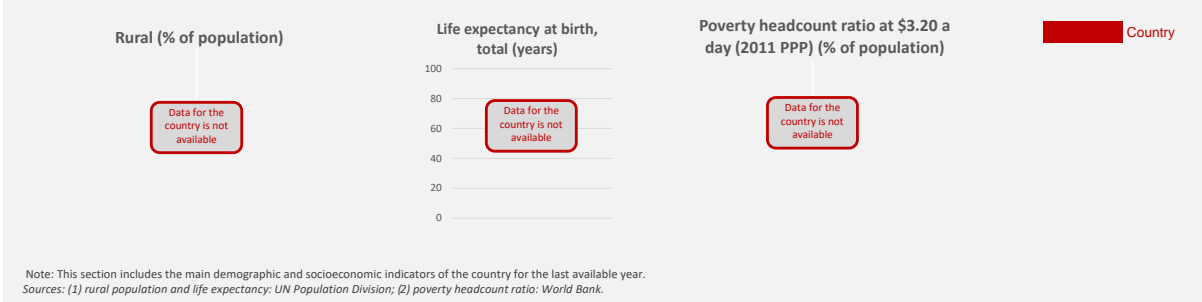 Rural (% of population)
Data for the
country is not
available
Life expectancy at birth,
total (years)
100
80
60
40
20
0
Data for the
country is not
available
Poverty headcount ratio at $3.20 a
day (2011 PPP) (% of population)
Data for the
country is not
available
Country
Note: This section includes the main demographic and socioeconomic indicators of the country for the last available year.
Sources: (1) rural population and life expectancy: UN Population Division; (2) poverty headcount ratio: World Bank.